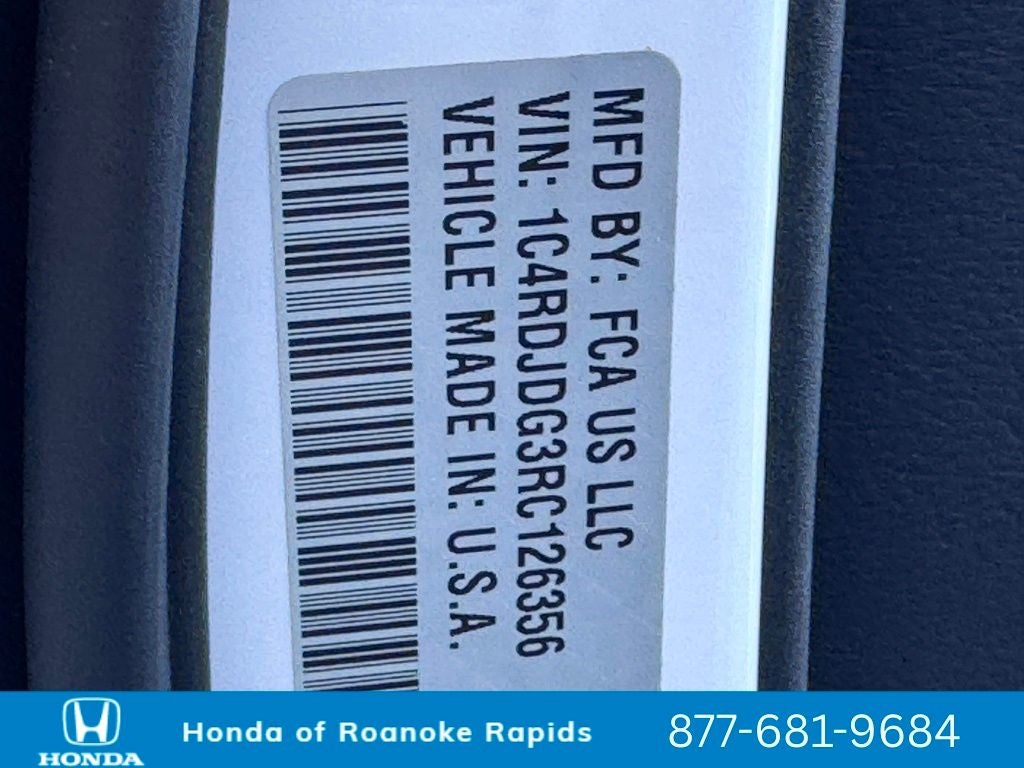 MFD BY: FCA US LLC
VIN: 1C4RDJDG3RC126356
VEHICLE MADE IN: U.S.A.
HONDA
Honda of Roanoke Rapids
877-681-9684